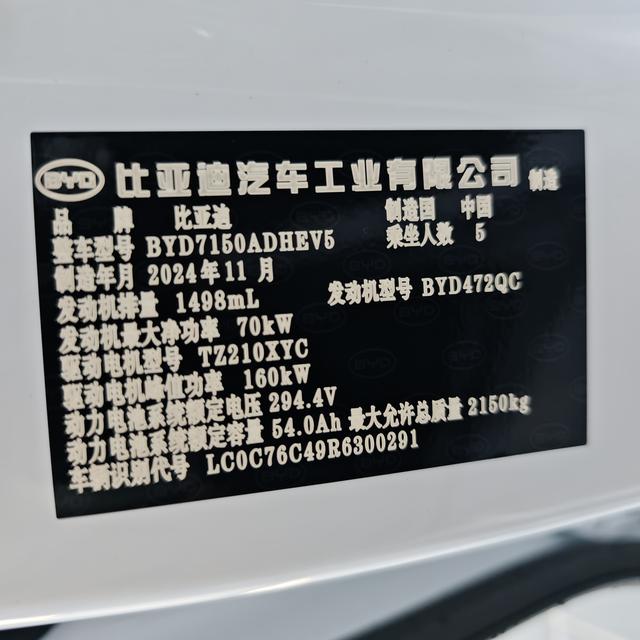 BYD 比亚迪汽车工业有限公司 制造
品牌 比亚迪 制造国 中国
整车型号 BYD7150ADHEV5 乘坐人数 5
制造年月 2024年11月
发动机排量 1498mL 发动机型号 BYD472QC
发动机最大净功率 70kW
驱动电机型号 TZ210XYC
驱动电机峰值功率 160kW
动力电池系统额定电压 294.4V
动力电池系统额定容量 54.0Ah 最大允许总质量 2150kg
车辆识别代号 LC0C76C49R6300291